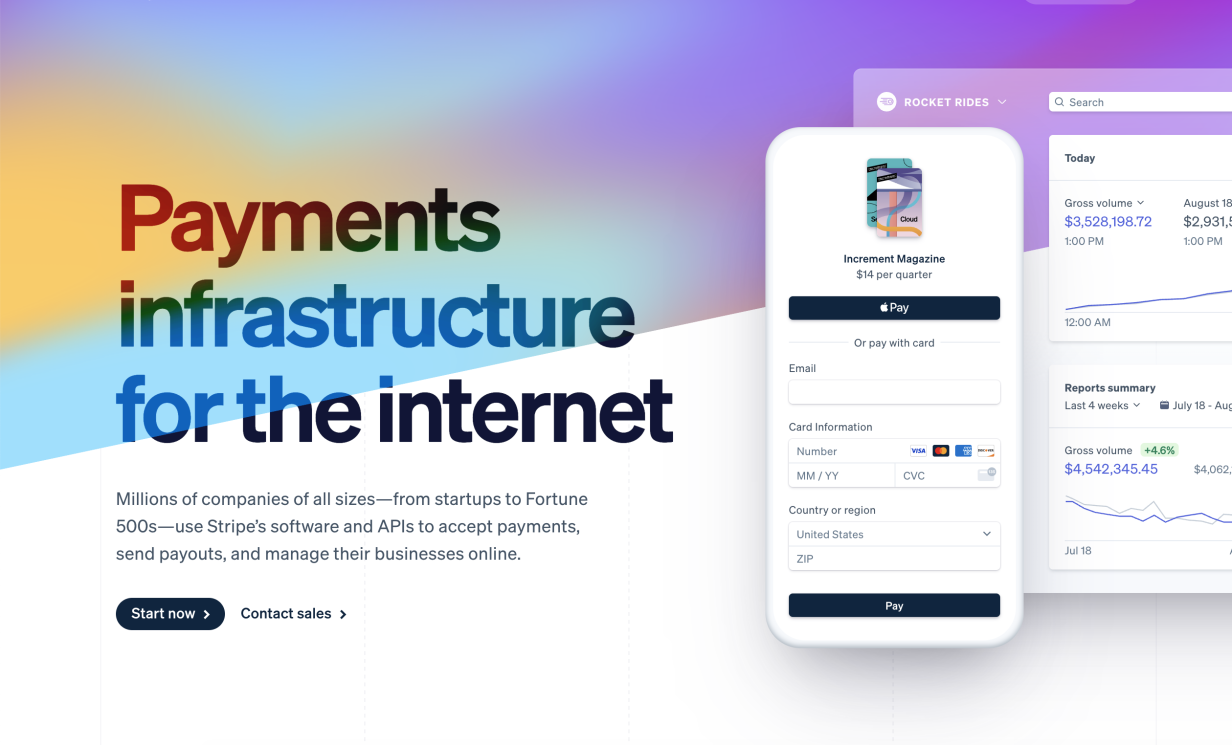 ROCKET RIDES
Search
Payments
infrastructure
for the internet
Millions of companies of all sizes—from startups to Fortune
500s—use Stripe’s software and APIs to accept payments,
send payouts, and manage their businesses online.
Start now
Contact sales
Cloud
Increment Magazine
$14 per quarter
Pay
Or pay with card
Email
Card Information
Number
VISA
MM / YY
CVC
Country or region
United States
ZIP
Pay
Today
Gross volume
August 18
$3,528,198.72
$2,931,5
1:00 PM
1:00 PM
12:00 AM
Reports summary
Last 4 weeks
July 18 - Aug
Gross volume
+4.6%
$4,542,345.45
$4,062,
Jul 18